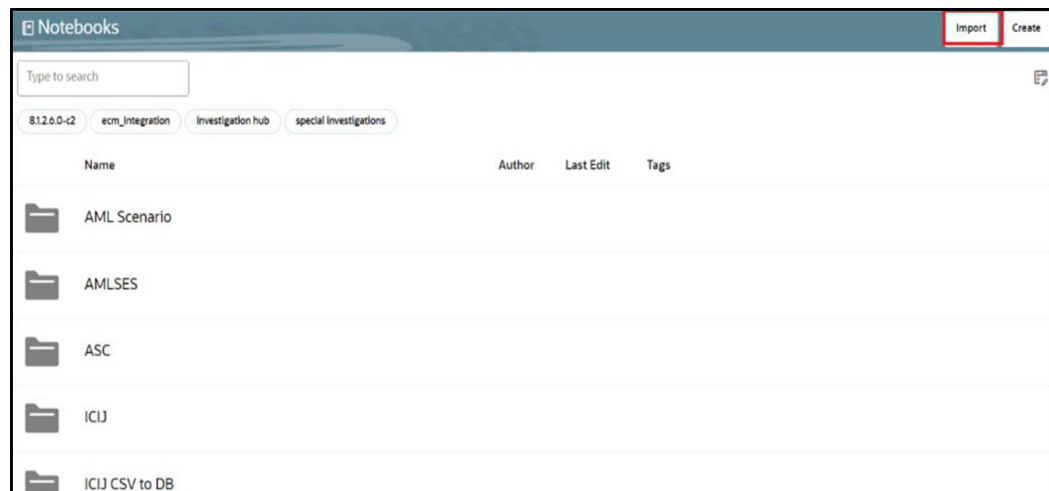 Notebooks
Import Create
Type to search
8.1.2.6.0-c2 ecm_integration investigation hub special investigations
Name Author Last Edit Tags
AML Scenario
AMLSES
ASC
ICIJ
ICIJ CSV to DB